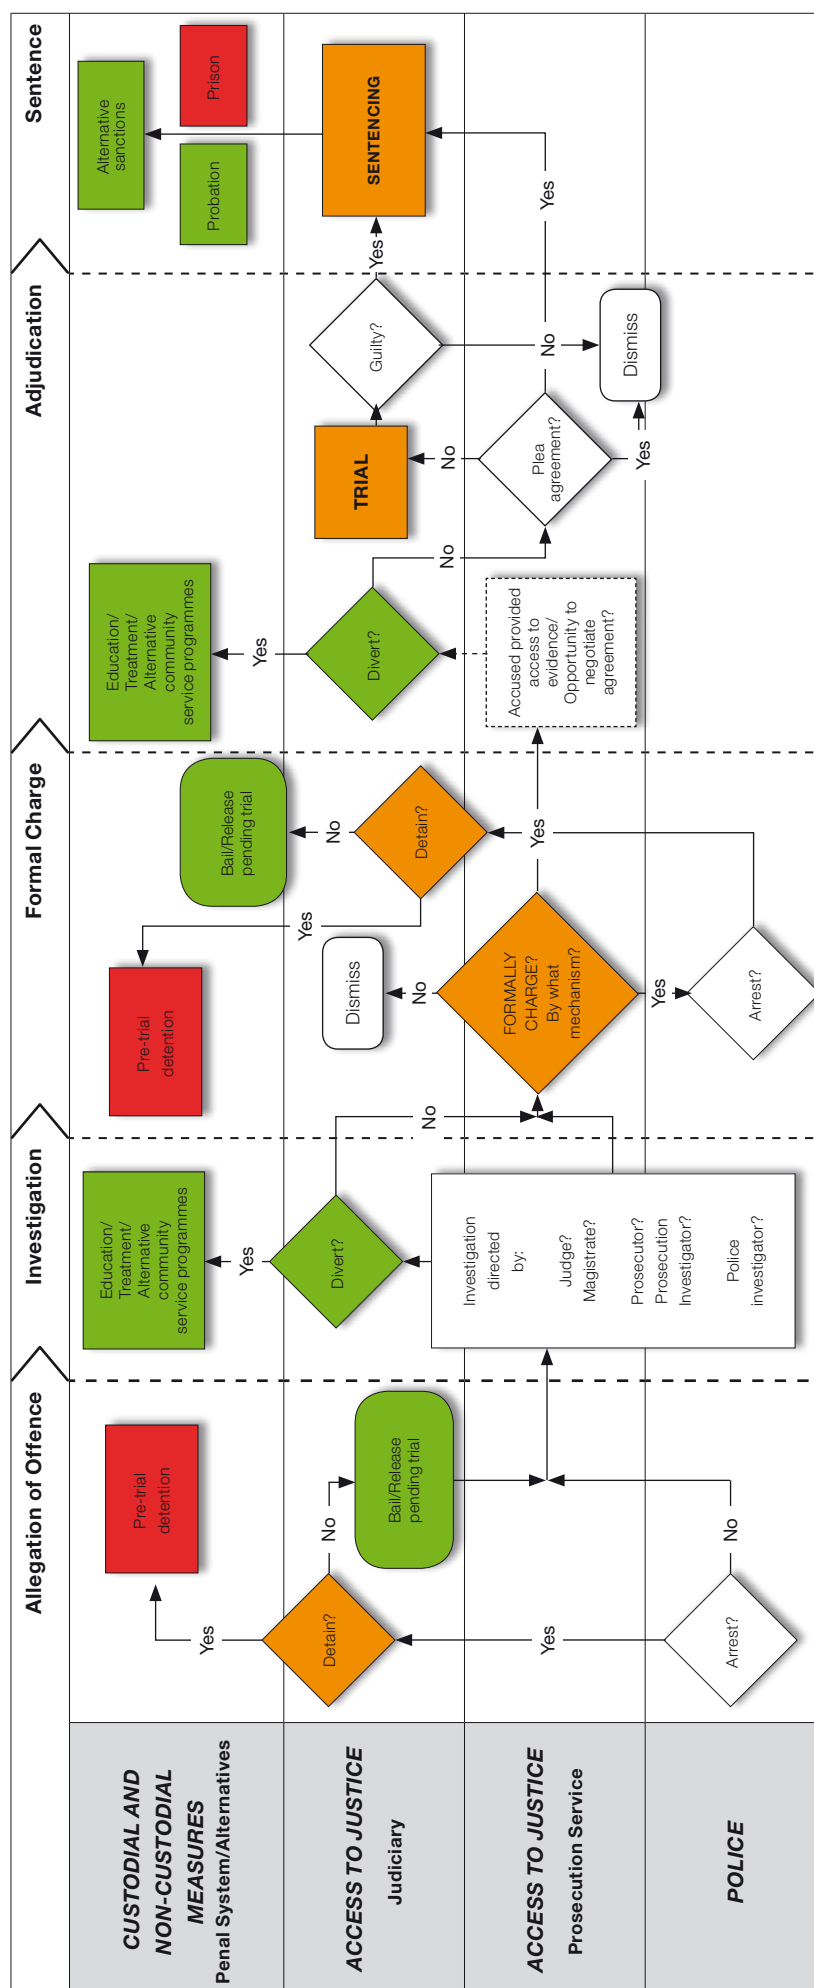 Allegation of Offence
Investigation
Formal Charge
Adjudication
Sentence
CUSTODIAL AND
NON-CUSTODIAL
MEASURES
Penal System/Alternatives
Pre-trial
detention
Yes
Education/
Treatment/
Alternative
community
service programmes
Yes
Pre-trial
detention
Yes
Bail/Release
pending trial
No
Education/
Treatment/
Alternative
community
service programmes
Yes
Alternative
sanctions
Probation
Prison
ACCESS TO JUSTICE
Judiciary
Detain?
No
Bail/Release
pending trial
Divert?
No
Dismiss
No
Detain?
Divert?
No
TRIAL
No
Guilty?
Yes
SENTENCING
ACCESS TO JUSTICE
Prosecution Service
Yes
Investigation
directed
by:
Judge?
Magistrate?
Prosecutor?
Prosecution
Investigator?
Police
investigator?
FORMALLY
CHARGE?
By what
mechanism?
Yes
Yes
Accused provided
access to
evidence/
Opportunity to
negotiate
agreement?
Plea
agreement?
Yes
No
Dismiss
Yes
Yes
POLICE
Arrest?
No
Arrest?